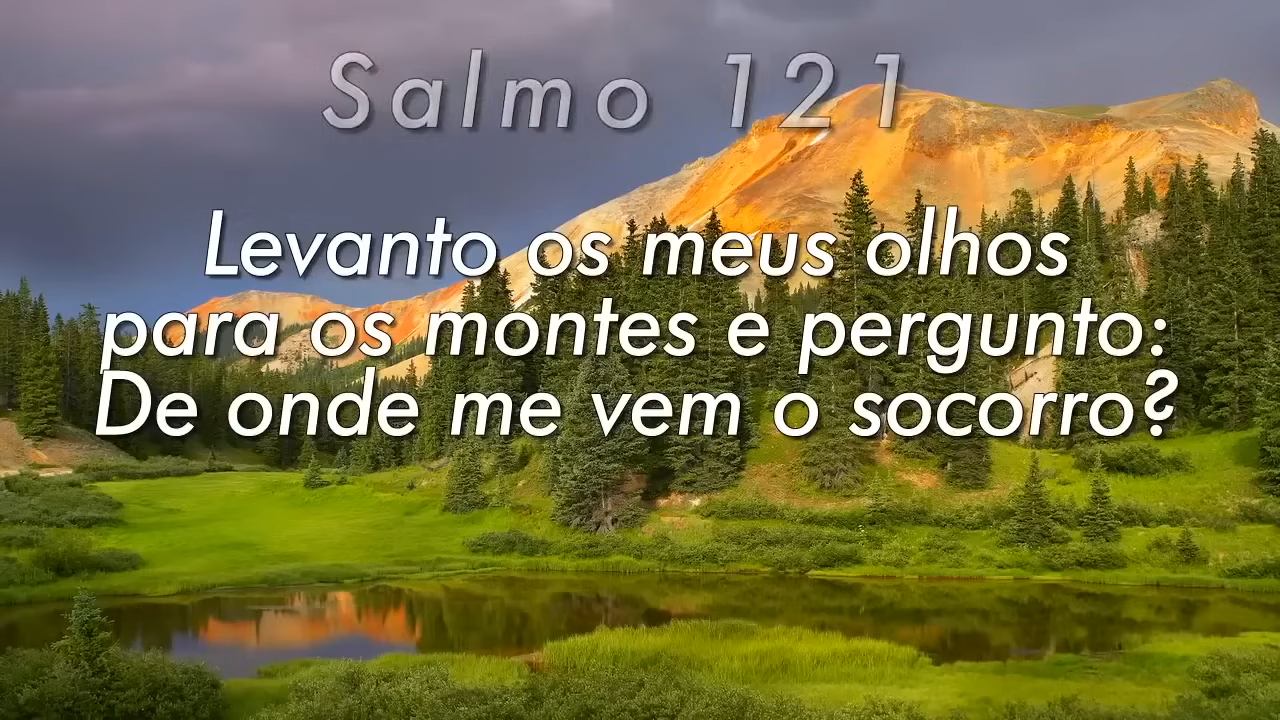 Salmo 121
Levanto os meus olhos
para os montes e pergunto:
De onde me vem o socorro?